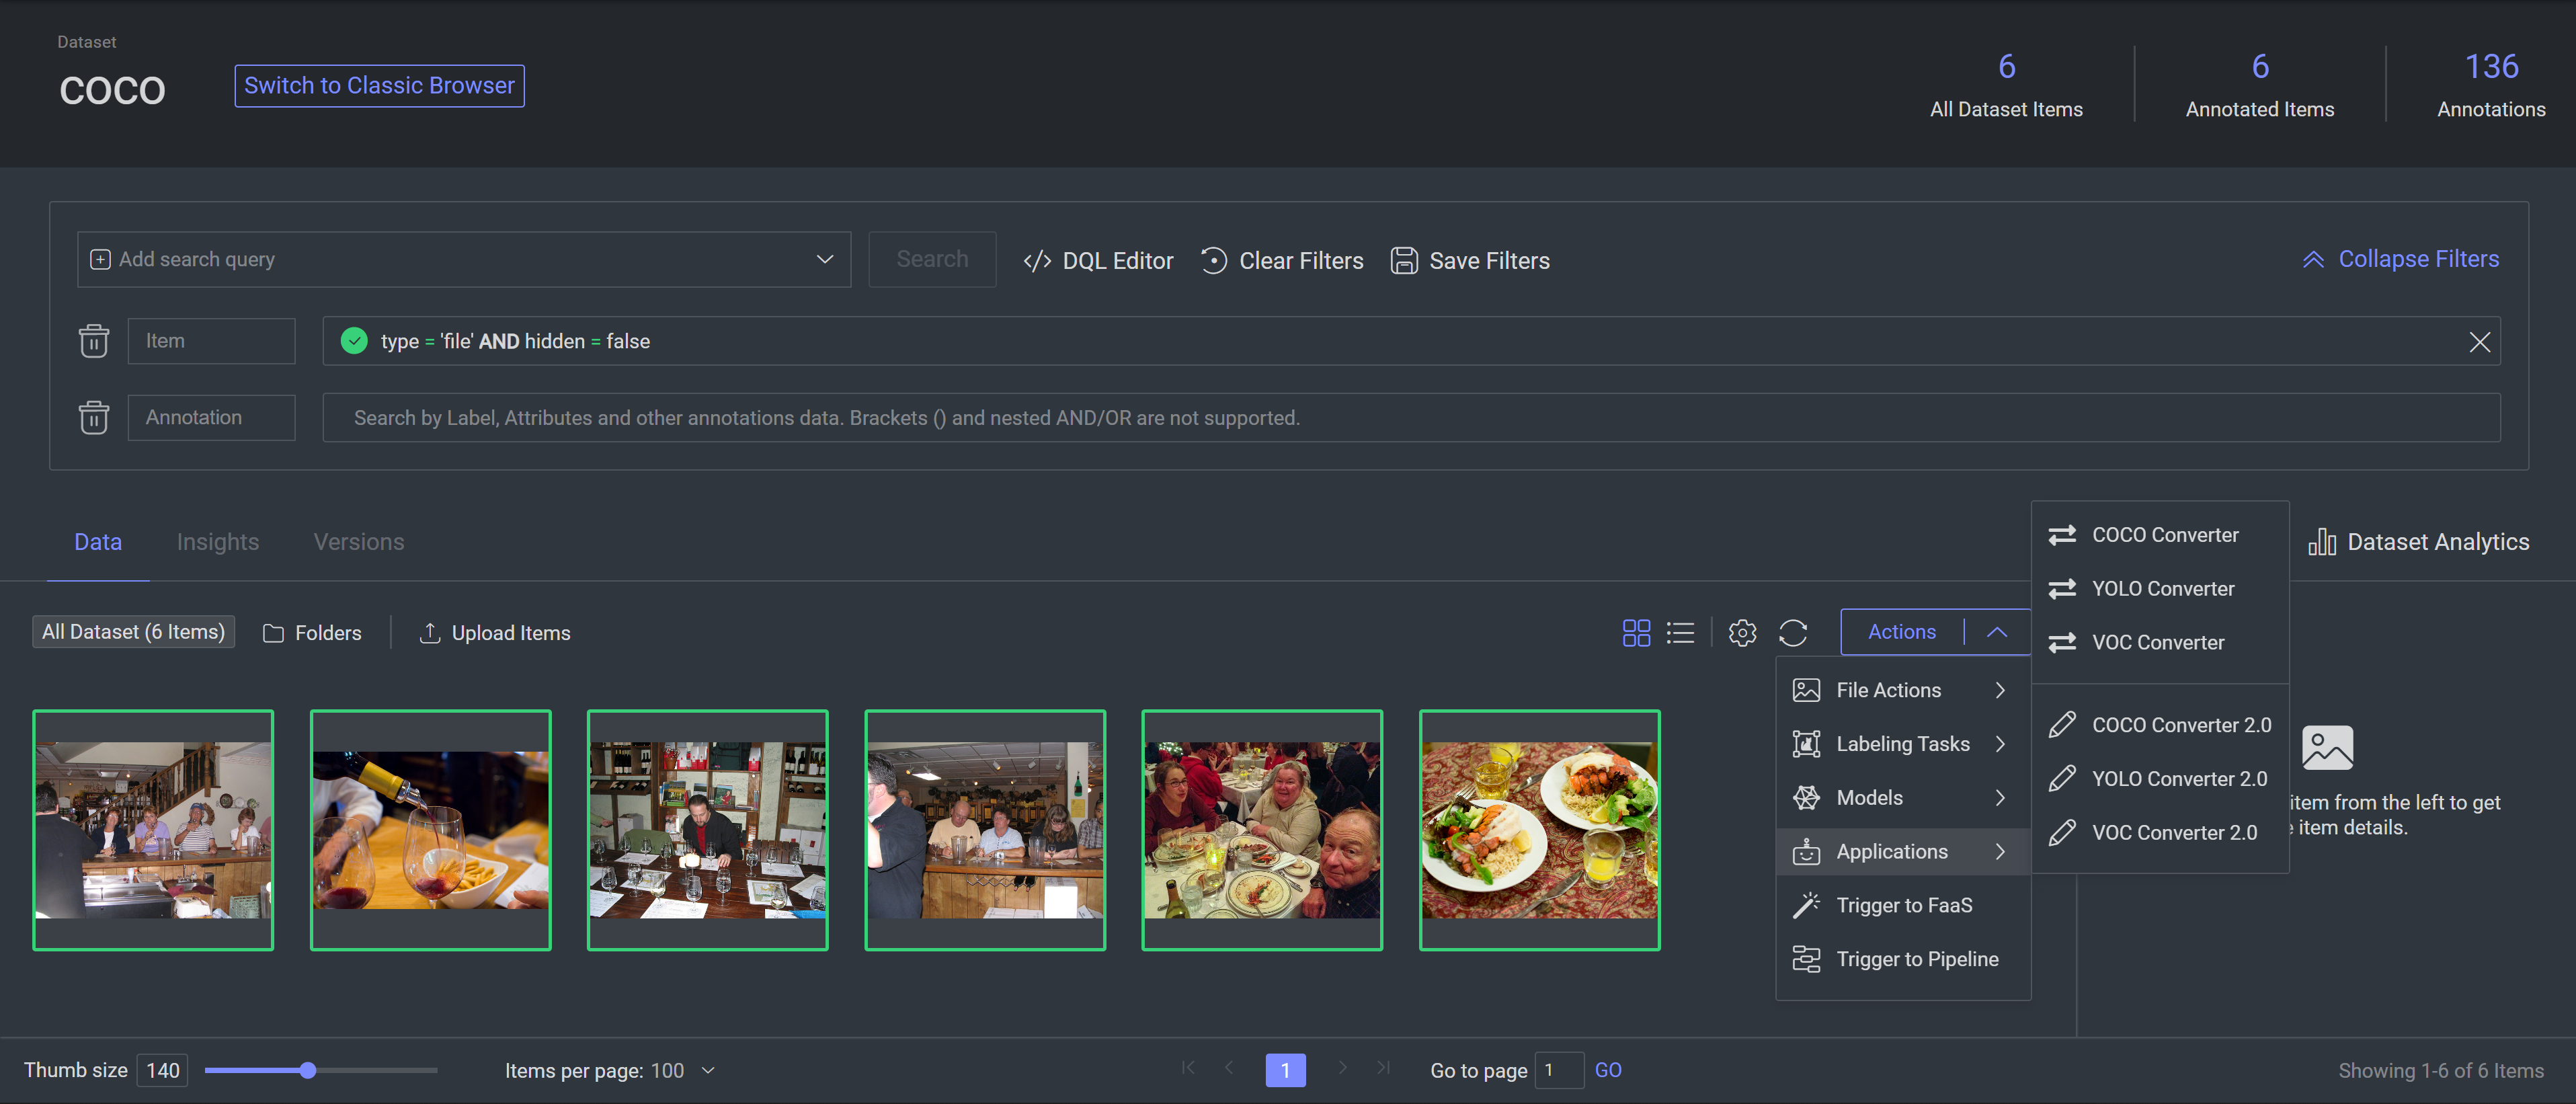 Dataset
coco
Switch to Classic Browser
6
All Dataset Items
6
Annotated Items
136
Annotations
Add search query
Search
</> DQL Editor
Clear Filters
Save Filters
Collapse Filters
Item
type = 'file' AND hidden = false
Annotation
Search by Label, Attributes and other annotations data. Brackets () and nested AND/OR are not supported.
Data
Insights
Versions
Dataset Analytics
All Dataset (6 Items)
Folders
Upload Items
Actions
File Actions
Labeling Tasks
Models
Applications
Trigger to FaaS
Trigger to Pipeline
COCO Converter
YOLO Converter
VOC Converter
COCO Converter 2.0
YOLO Converter 2.0
VOC Converter 2.0
item from the left to get
item details.
Thumb size 140
Items per page: 100
1
Go to page 1 GO
Showing 1-6 of 6 Items